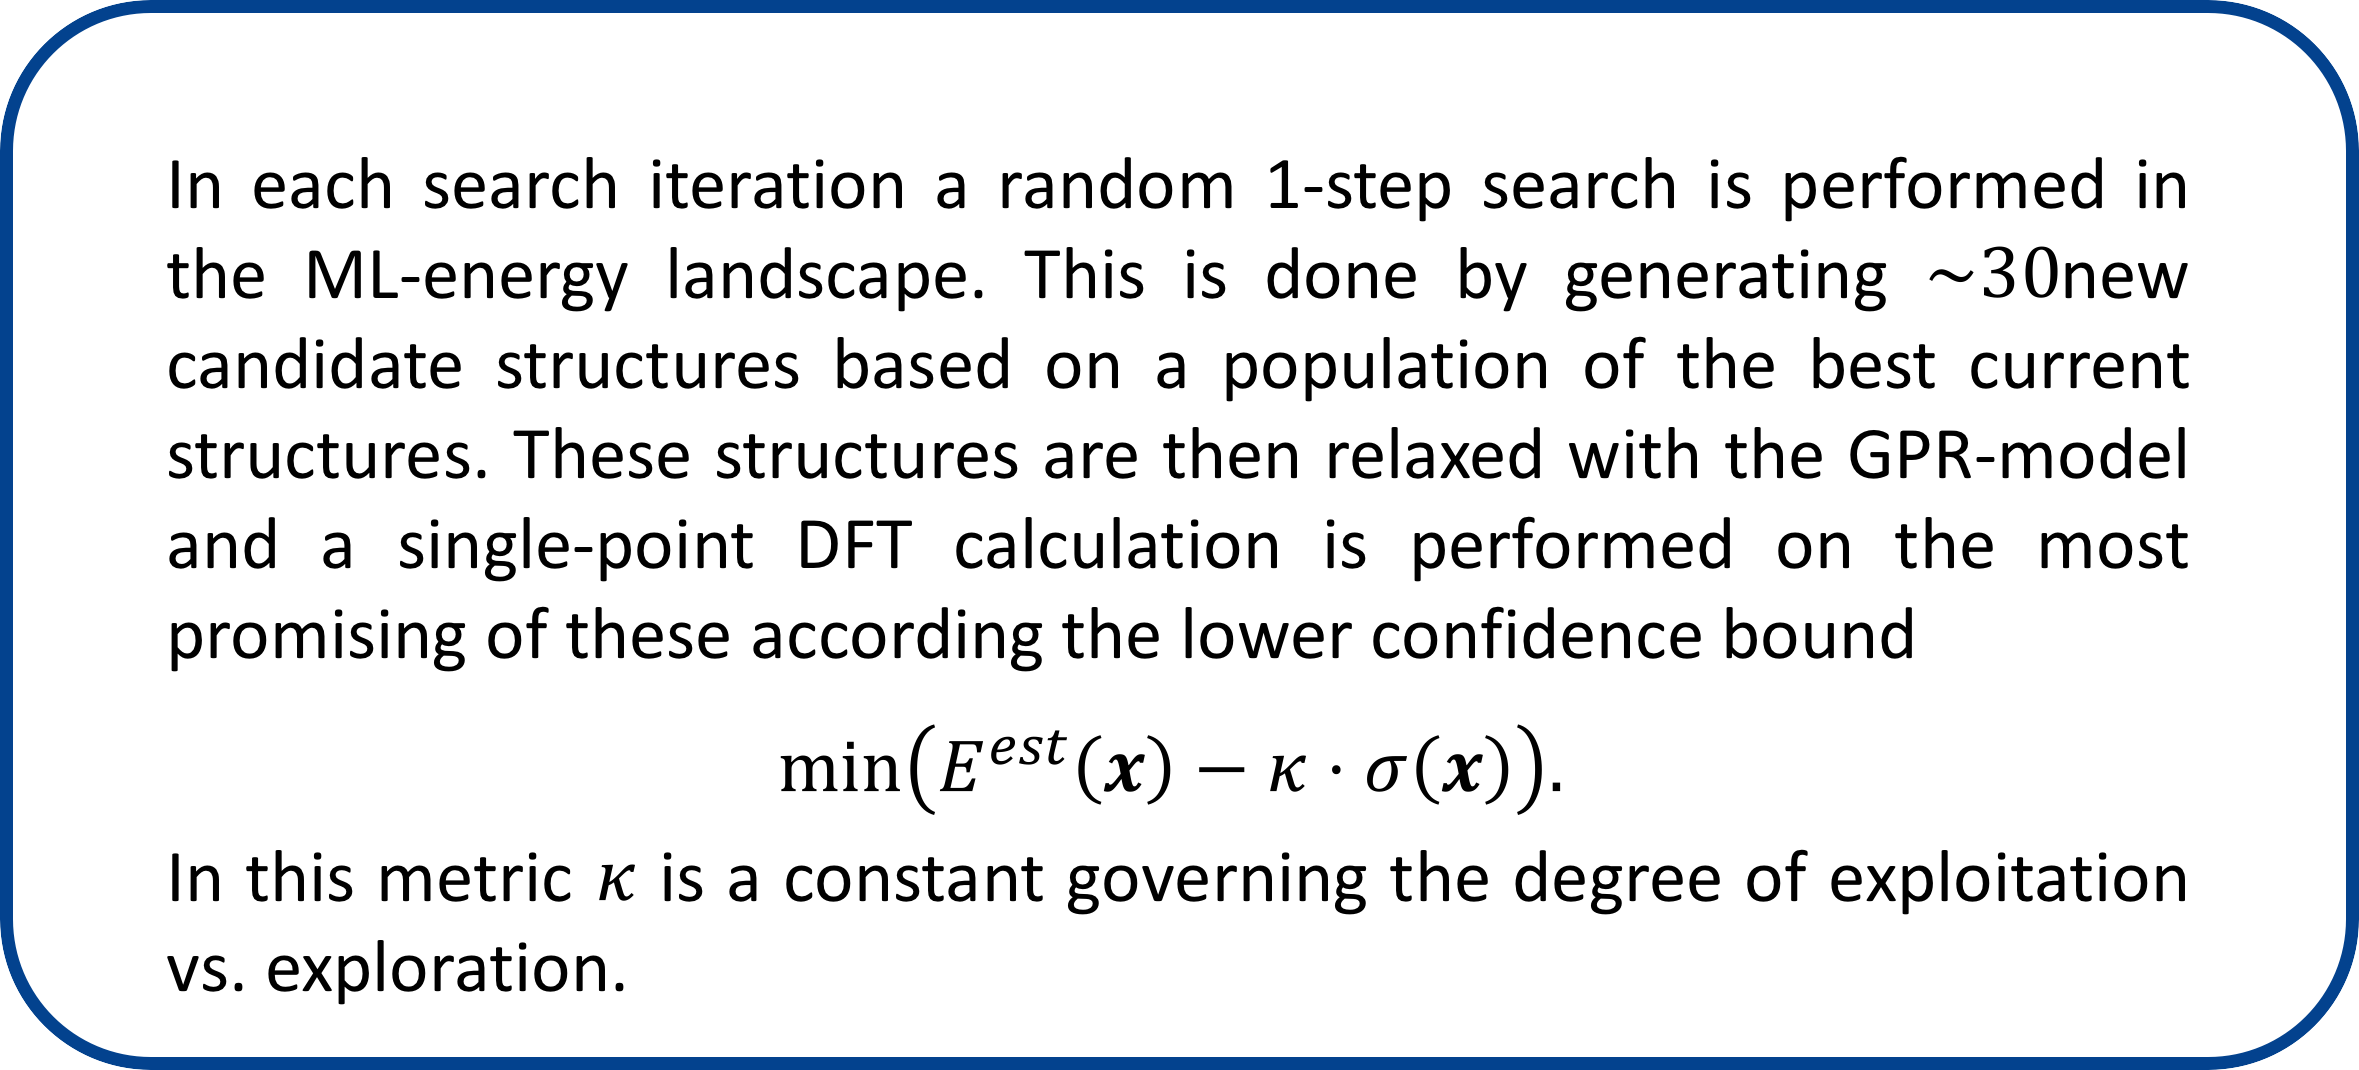 In each search iteration a random 1-step search is performed in
the ML-energy landscape. This is done by generating ~30new
candidate structures based on a population of the best current
structures. These structures are then relaxed with the GPR-model
and a single-point DFT calculation is performed on the most
promising of these according the lower confidence bound
min(E^{est}(𝒙) − κ · σ(𝒙)).
In this metric κ is a constant governing the degree of exploitation
vs. exploration.